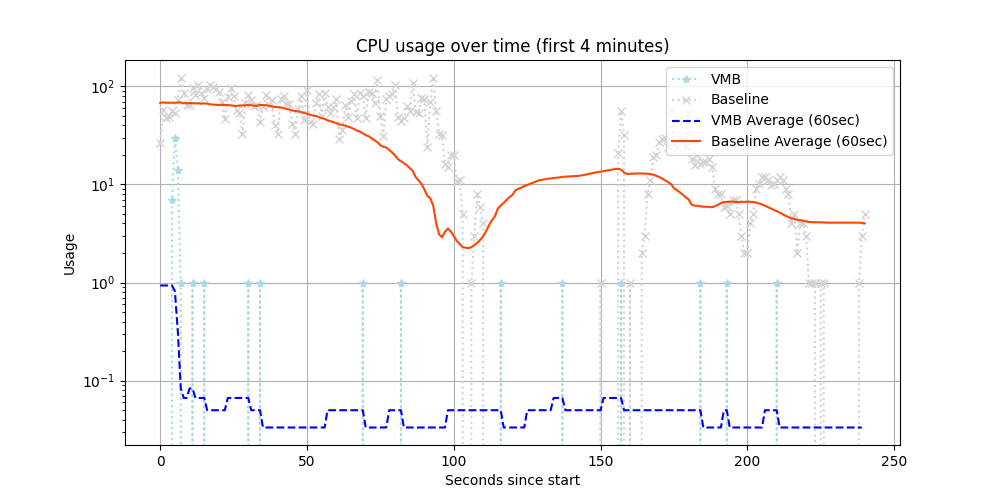 CPU usage over time (first 4 minutes)
VMB
Baseline
VMB Average (60sec)
Baseline Average (60sec)
Usage
10²
10¹
10⁰
10⁻¹
0 50 100 150 200 250
Seconds since start